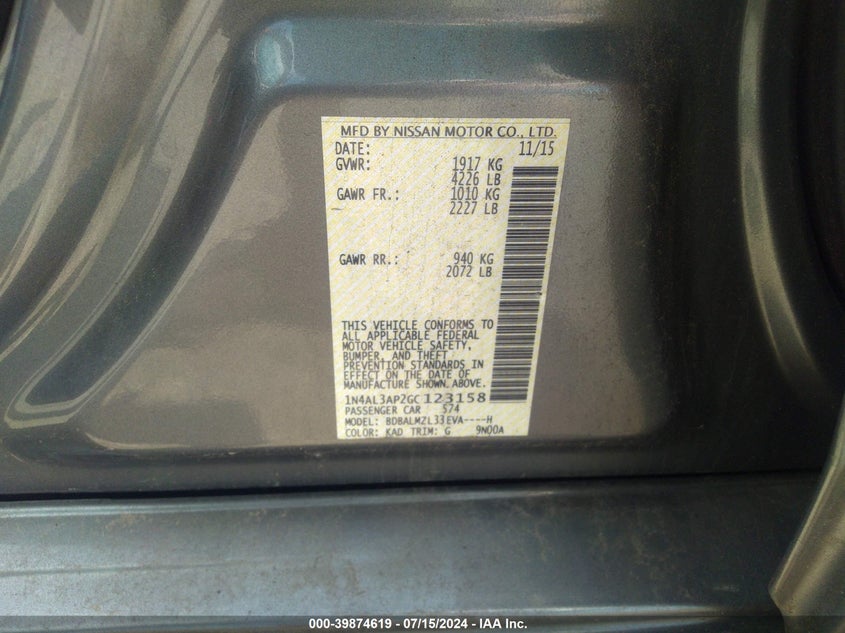 MFD BY NISSAN MOTOR CO., LTD.
DATE: 11/15
GVWR: 1917 KG
4226 LB
GAWR FR.: 1010 KG
2227 LB
GAWR RR.: 940 KG
2072 LB
THIS VEHICLE CONFORMS TO
ALL APPLICABLE FEDERAL
MOTOR VEHICLE SAFETY,
BUMPER, AND THEFT
PREVENTION STANDARDS IN
EFFECT ON THE DATE OF
MANUFACTURE SHOWN ABOVE.
1N4AL3AP2GC123158
PASSENGER CAR 574
MODEL: BDBALMZL33EVA----H
COLOR: KAD TRIM: G 9N00A
000-39874619 - 07/15/2024 - IAA Inc.